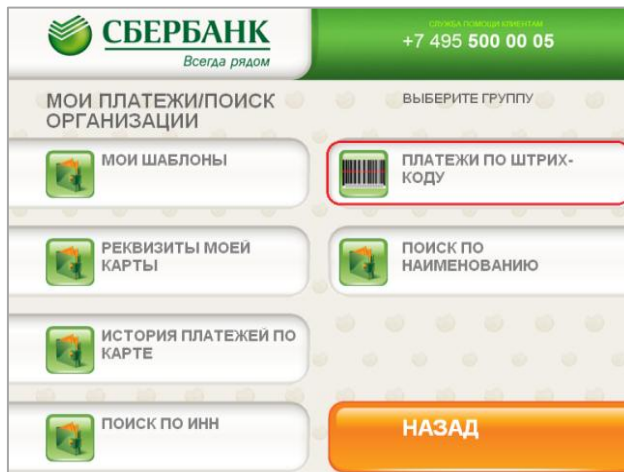 СБЕРБАНК
Всегда рядом
СЛУЖБА ПОМОЩИ КЛИЕНТАМ
+7 495 500 00 05
МОИ ПЛАТЕЖИ/ПОИСК
ОРГАНИЗАЦИИ
ВЫБЕРИТЕ ГРУППУ
МОИ ШАБЛОНЫ
ПЛАТЕЖИ ПО ШТРИХ-
КОДУ
РЕКВИЗИТЫ МОЕЙ
КАРТЫ
ПОИСК ПО
НАИМЕНОВАНИЮ
ИСТОРИЯ ПЛАТЕЖЕЙ ПО
КАРТЕ
ПОИСК ПО ИНН
НАЗАД